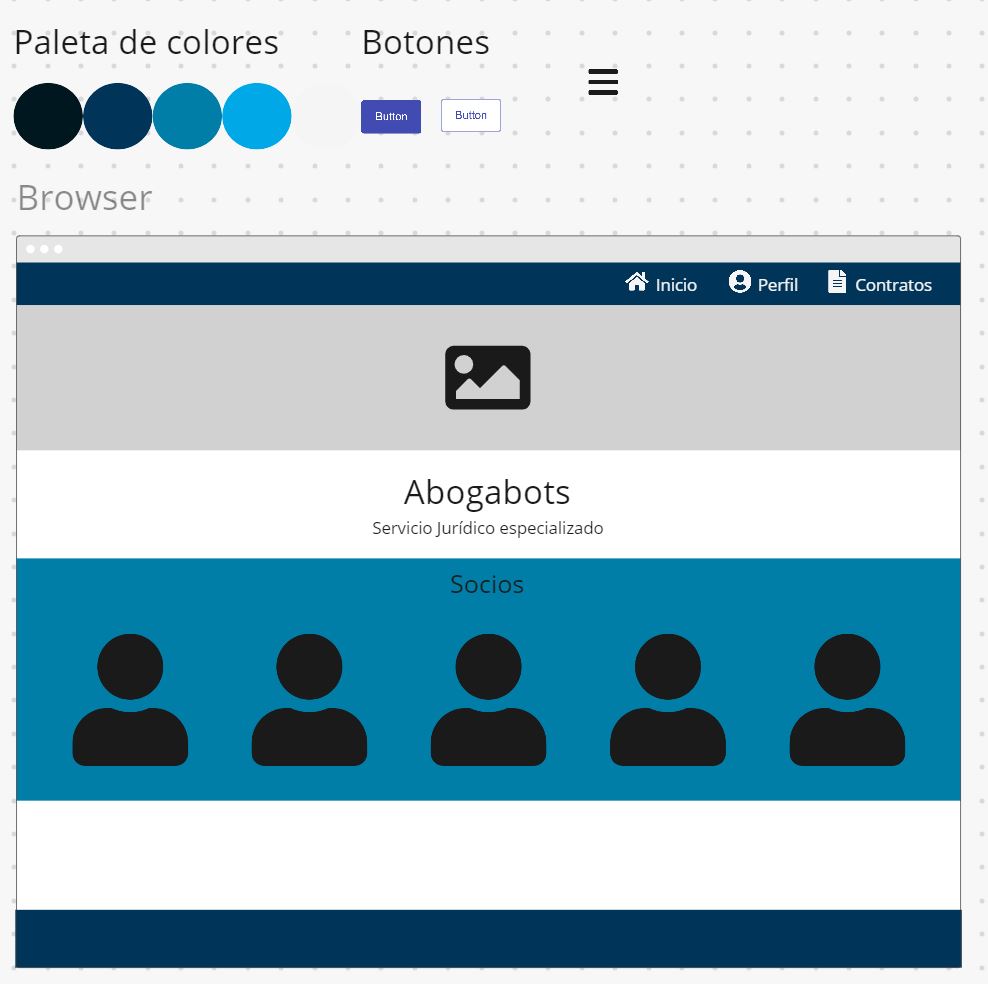 Paleta de colores
Botones
Button
Button
Browser
Inicio
Perfil
Contratos
Abogabots
Servicio Jurídico especializado
Socios